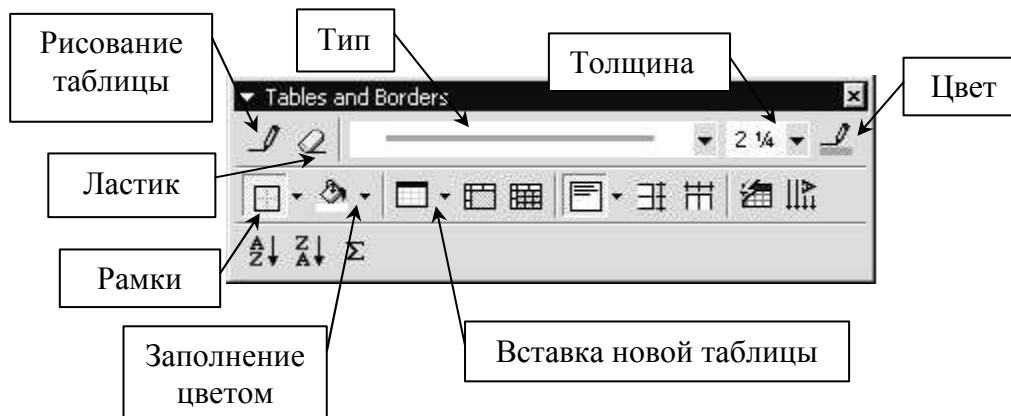 Рисование
таблицы
Тип
Толщина
Цвет
Tables and Borders
2 ¼
Ластик
Рамки
A
Z
Z
A
Σ
Заполнение
цветом
Вставка новой таблицы